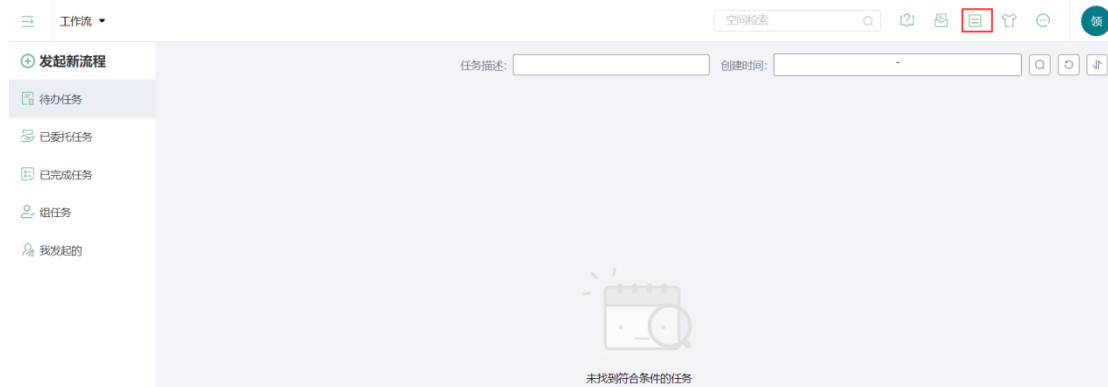 工作流
空间检索
领
发起新流程
任务描述:
创建时间:
-
待办任务
已委托任务
已完成任务
组任务
我发起的
未找到符合条件的任务